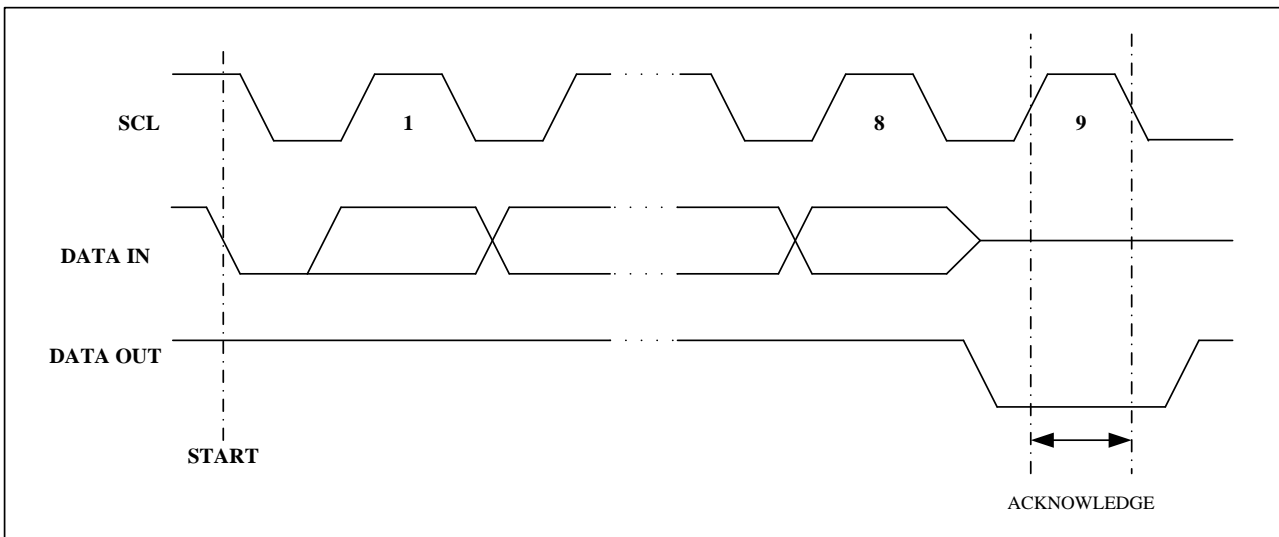 SCL
1
8
9
DATA IN
DATA OUT
START
ACKNOWLEDGE